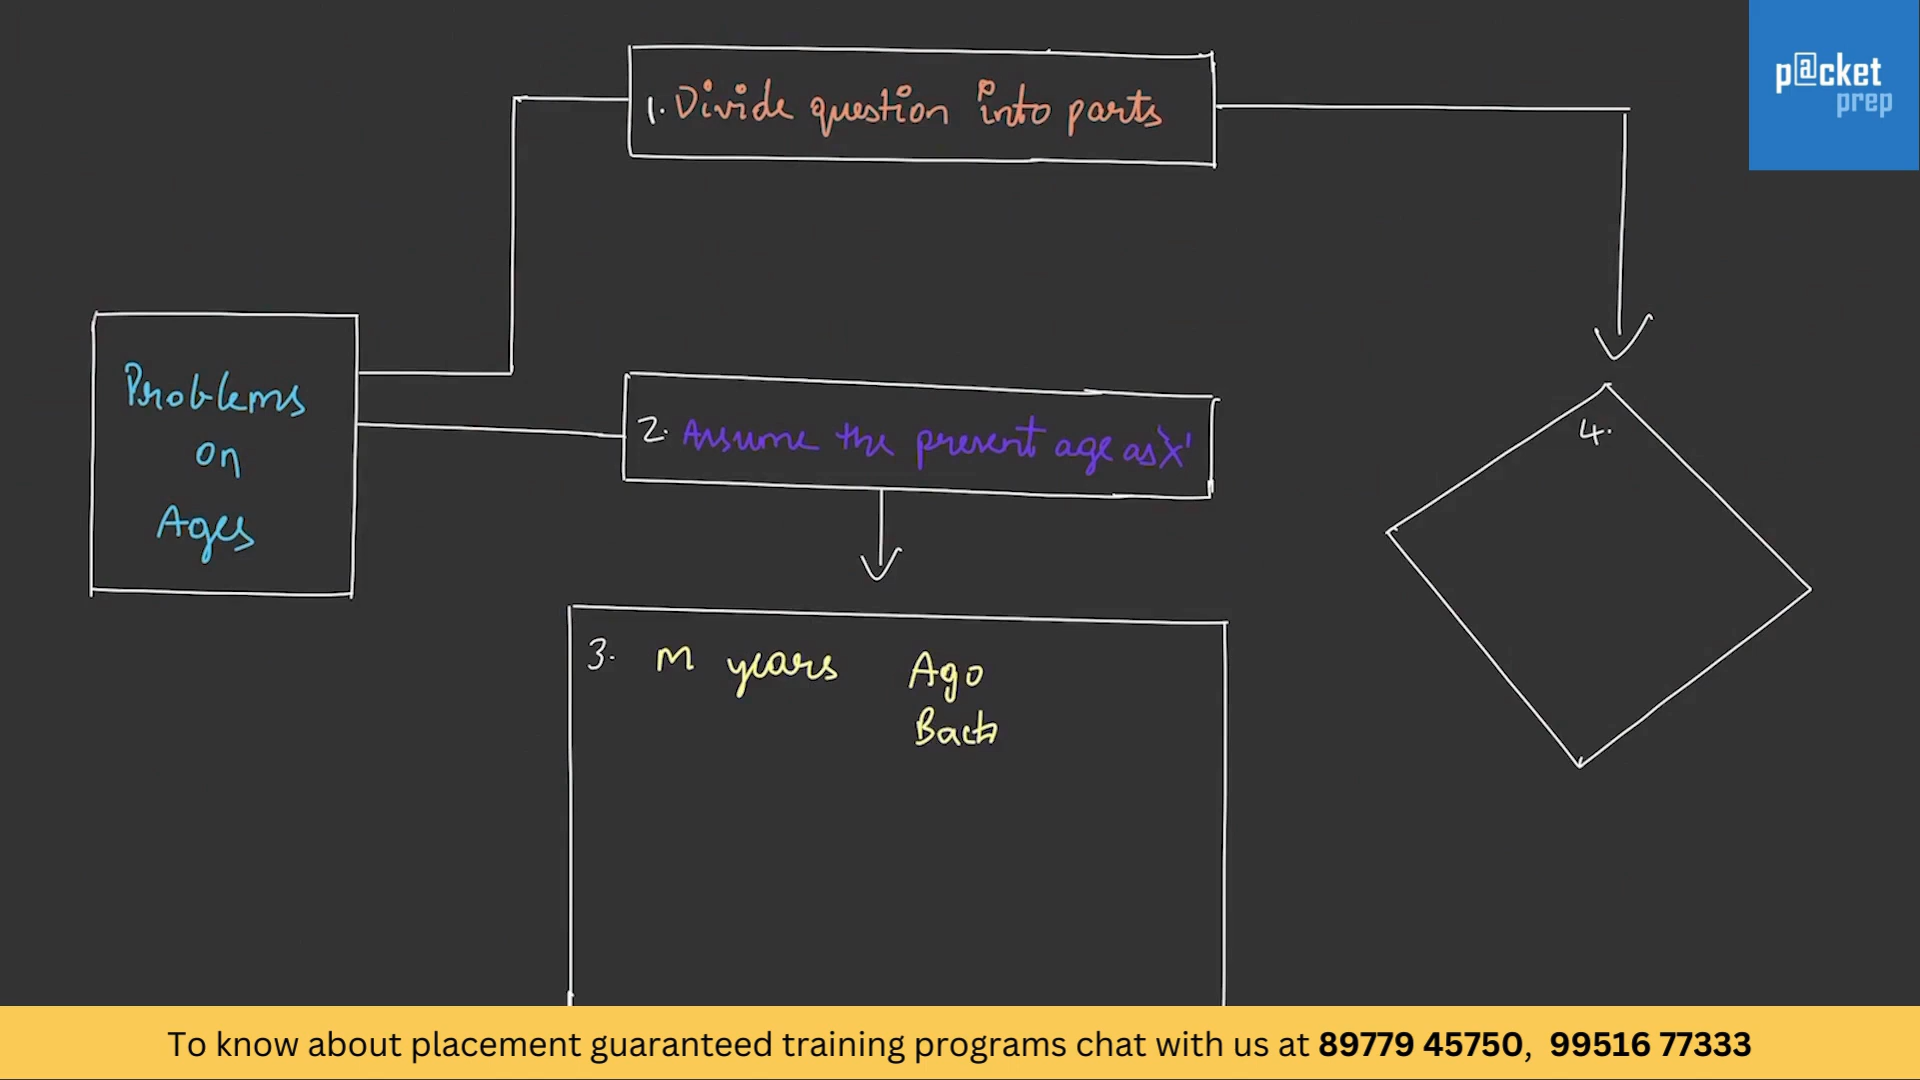 p@cket
prep
1. Divide question into parts
Problems
on
Ages
2. Assume the present age as 'X'
4.
3. M years Ago
Back
To know about placement guaranteed training programs chat with us at 89779 45750, 99516 77333